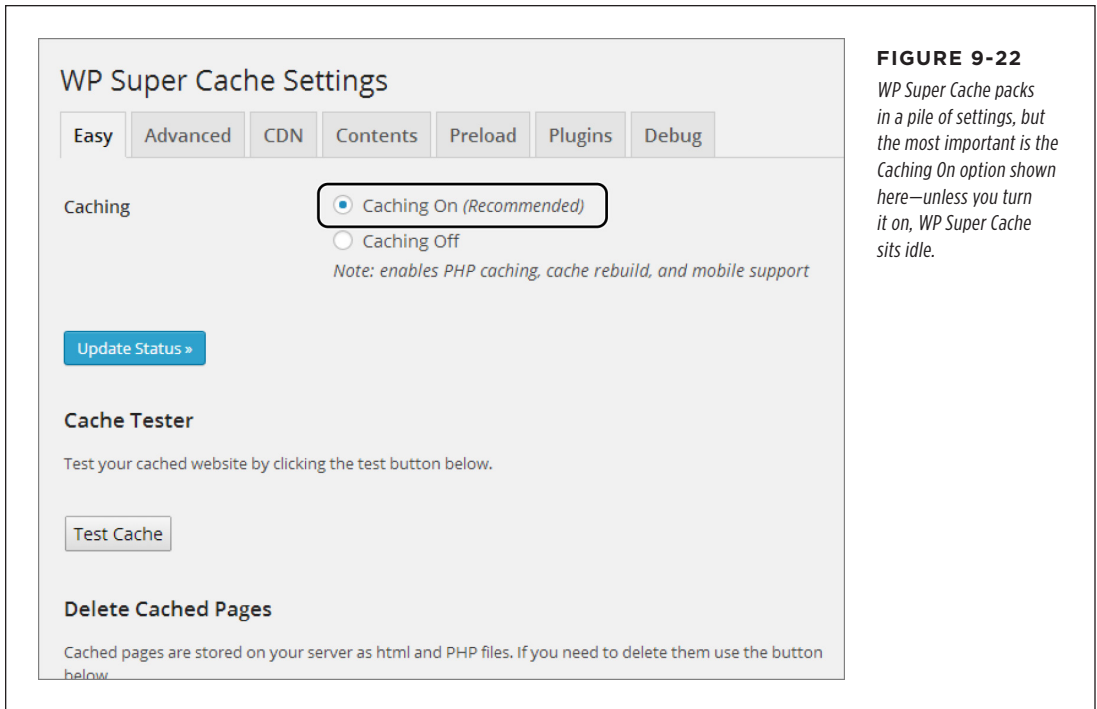 WP Super Cache Settings
Easy Advanced CDN Contents Preload Plugins Debug
Caching
Caching On (Recommended)
Caching Off
Note: enables PHP caching, cache rebuild, and mobile support
Update Status »
Cache Tester
Test your cached website by clicking the test button below.
Test Cache
Delete Cached Pages
Cached pages are stored on your server as html and PHP files. If you need to delete them use the button
below.
FIGURE 9-22
WP Super Cache packs
in a pile of settings, but
the most important is the
Caching On option shown
here—unless you turn
it on, WP Super Cache
sits idle.